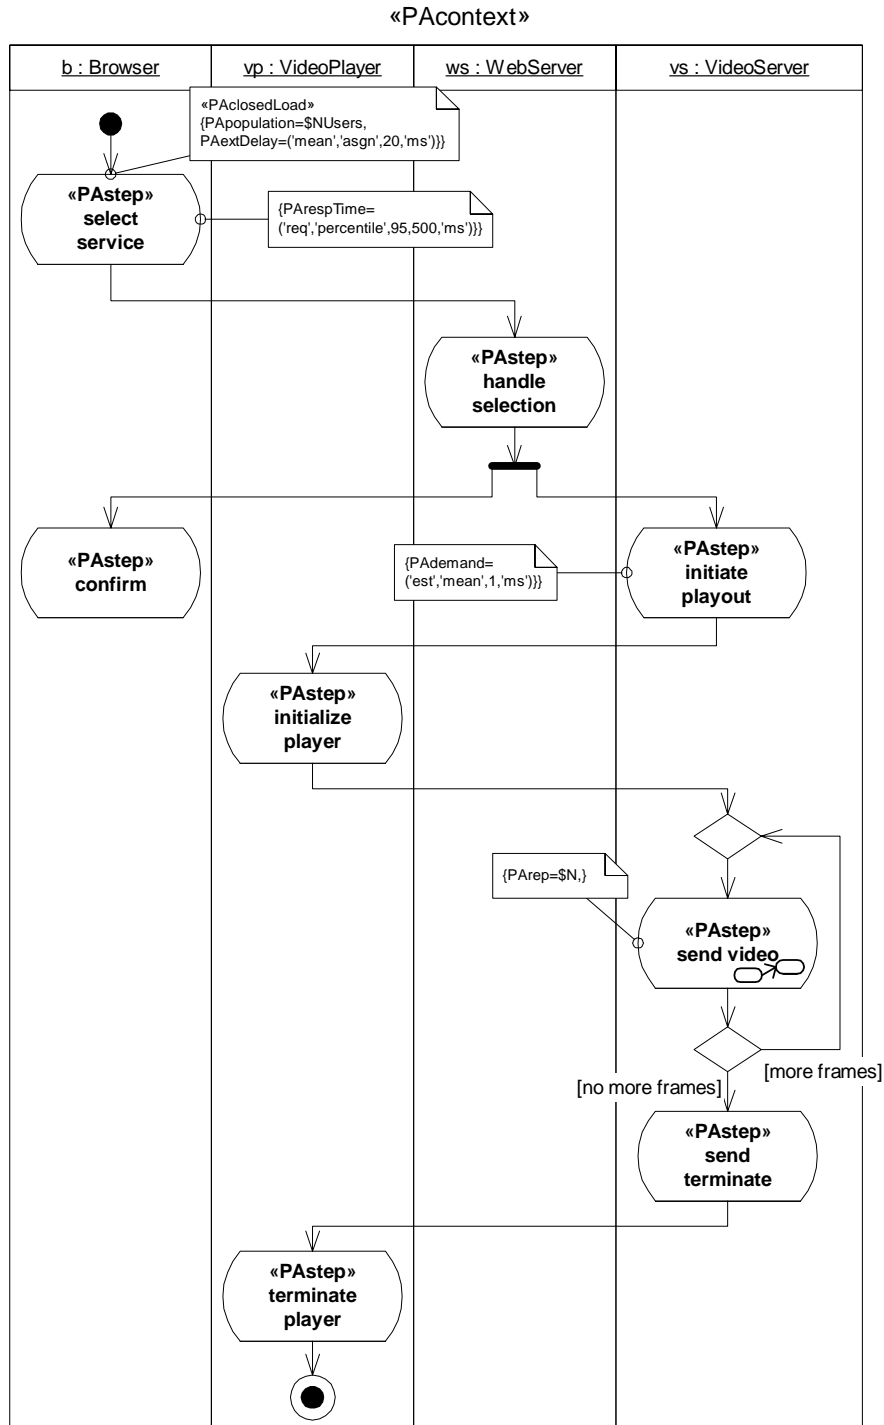 «PAcontext»
b : Browser
vp : VideoPlayer
ws : WebServer
vs : VideoServer
«PAclosedLoad»
{PApopulation=$NUsers,
PAextDelay=('mean','asgn',20,'ms')}}
«PAstep»
select
service
{PArespTime=
('req','percentile',95,500,'ms')}}
«PAstep»
handle
selection
«PAstep»
confirm
{PAdemand=
('est','mean',1,'ms')}}
«PAstep»
initiate
playout
«PAstep»
initialize
player
{PArep=$N,}
«PAstep»
send video
[more frames]
[no more frames]
«PAstep»
send
terminate
«PAstep»
terminate
player